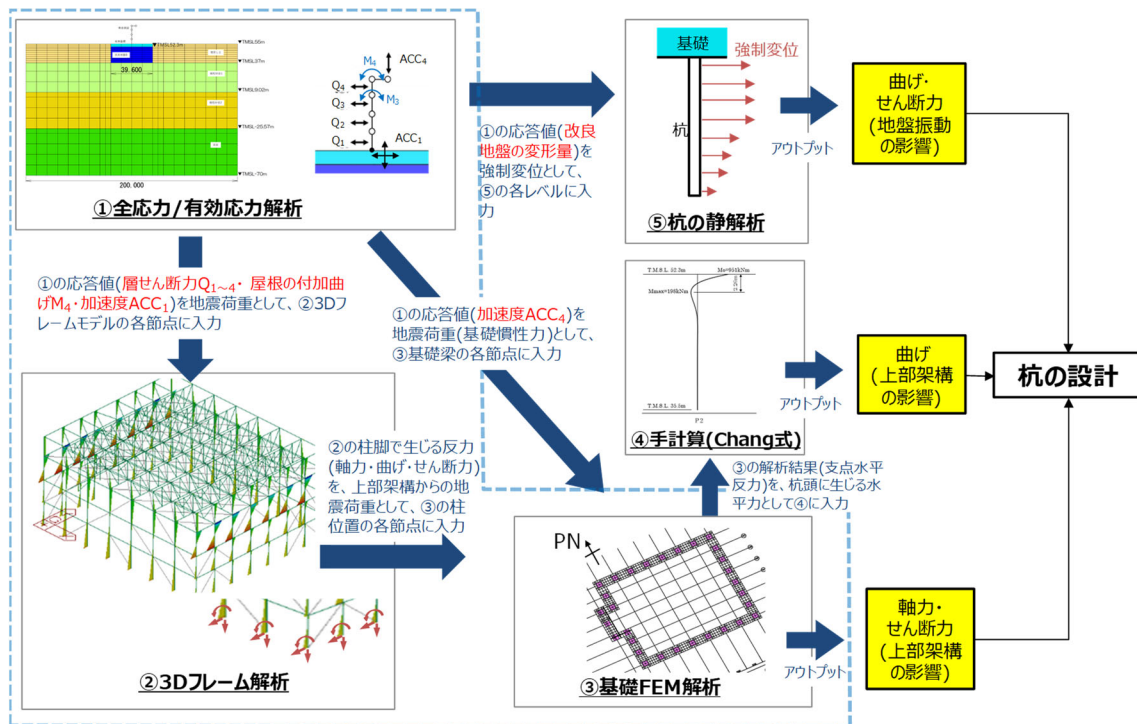 ▼TMSL55m
▼TMSL52.3m
▼TMSL37m
39.600
▼TMSL9.02m
▼TMSL-25.57m
▼TMSL-70m
200.000
M₄
ACC₄
Q₄
Q₃
M₃
Q₂
Q₁
ACC₁
①全応力/有効応力解析
①の応答値(改良
地盤の変形量)を
強制変位として、
⑤の各レベルに入
力
基礎
強制変位
杭
⑤杭の静解析
アウトプット
曲げ・
せん断力
(地盤振動
の影響)
①の応答値(層せん断力Q₁~₄・ 屋根の付加曲
げM₄・加速度ACC₁)を地震荷重として、②3Dフ
レームモデルの各節点に入力
①の応答値(加速度ACC₄)を
地震荷重(基礎慣性力)として、
③基礎梁の各節点に入力
T.M.S.L. 52.3m
P2
④手計算(Chang式)
アウトプット
曲げ
(上部架構
の影響)
杭の設計
②の柱脚で生じる反力
(軸力・曲げ・せん断力)
を、上部架構からの地
震荷重として、③の柱
位置の各節点に入力
②3Dフレーム解析
③の解析結果(支点水平
反力)を、杭頭に生じる水
平力として④に入力
PN
③基礎FEM解析
アウトプット
軸力・
せん断力
(上部架構
の影響)